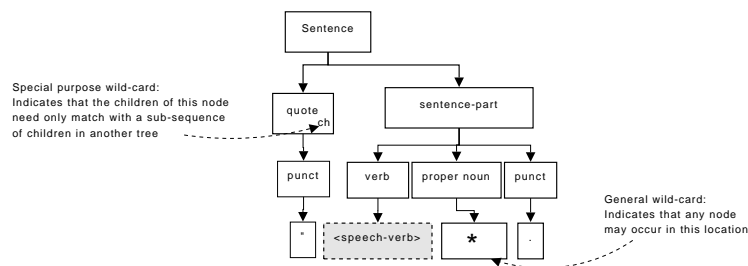 Sentence
Special purpose wild-card:
Indicates that the children of this node
need only match with a sub-sequence
of children in another tree
quote
ch
sentence-part
punct
verb
proper noun
punct
General wild-card:
Indicates that any node
may occur in this location
"
<speech-verb>
*
.